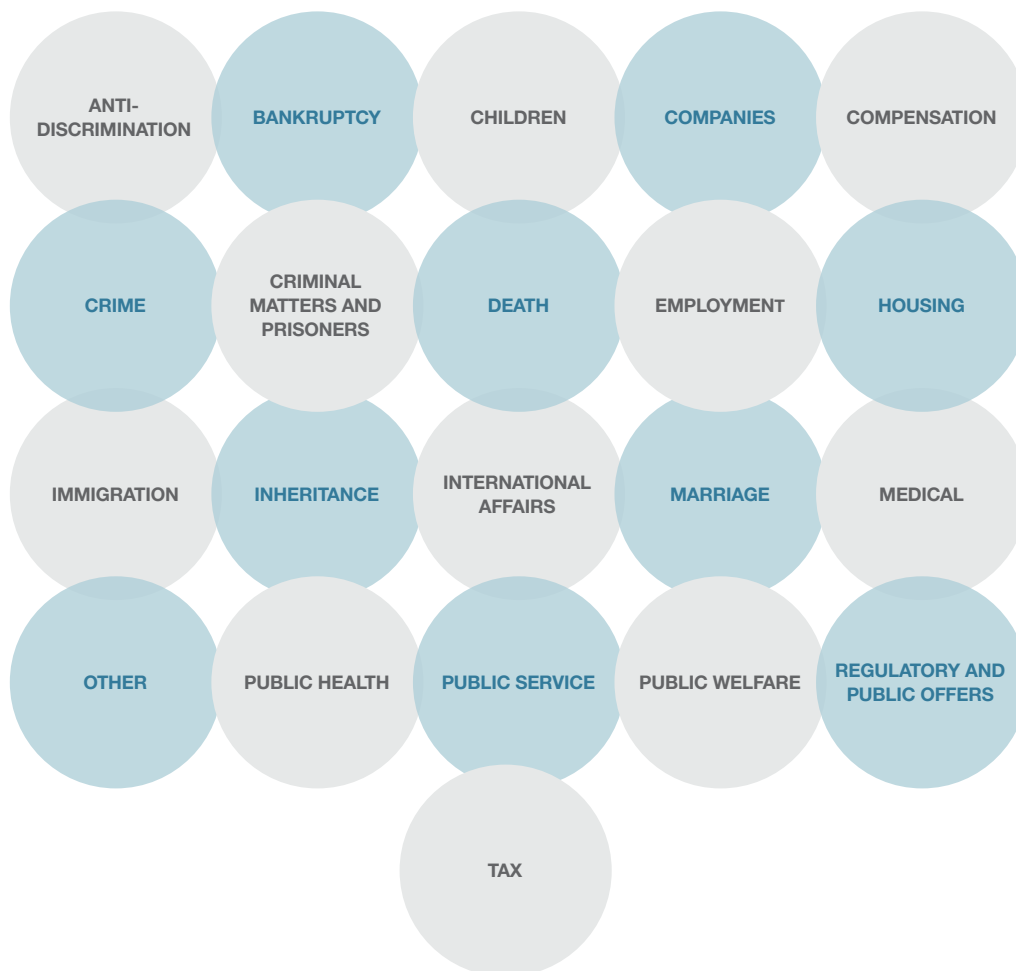 ANTI-
DISCRIMINATION
BANKRUPTCY
CHILDREN
COMPANIES
COMPENSATION
CRIME
CRIMINAL
MATTERS AND
PRISONERS
DEATH
EMPLOYMENT
HOUSING
IMMIGRATION
INHERITANCE
INTERNATIONAL
AFFAIRS
MARRIAGE
MEDICAL
OTHER
PUBLIC HEALTH
PUBLIC SERVICE
PUBLIC WELFARE
REGULATORY AND
PUBLIC OFFERS
TAX